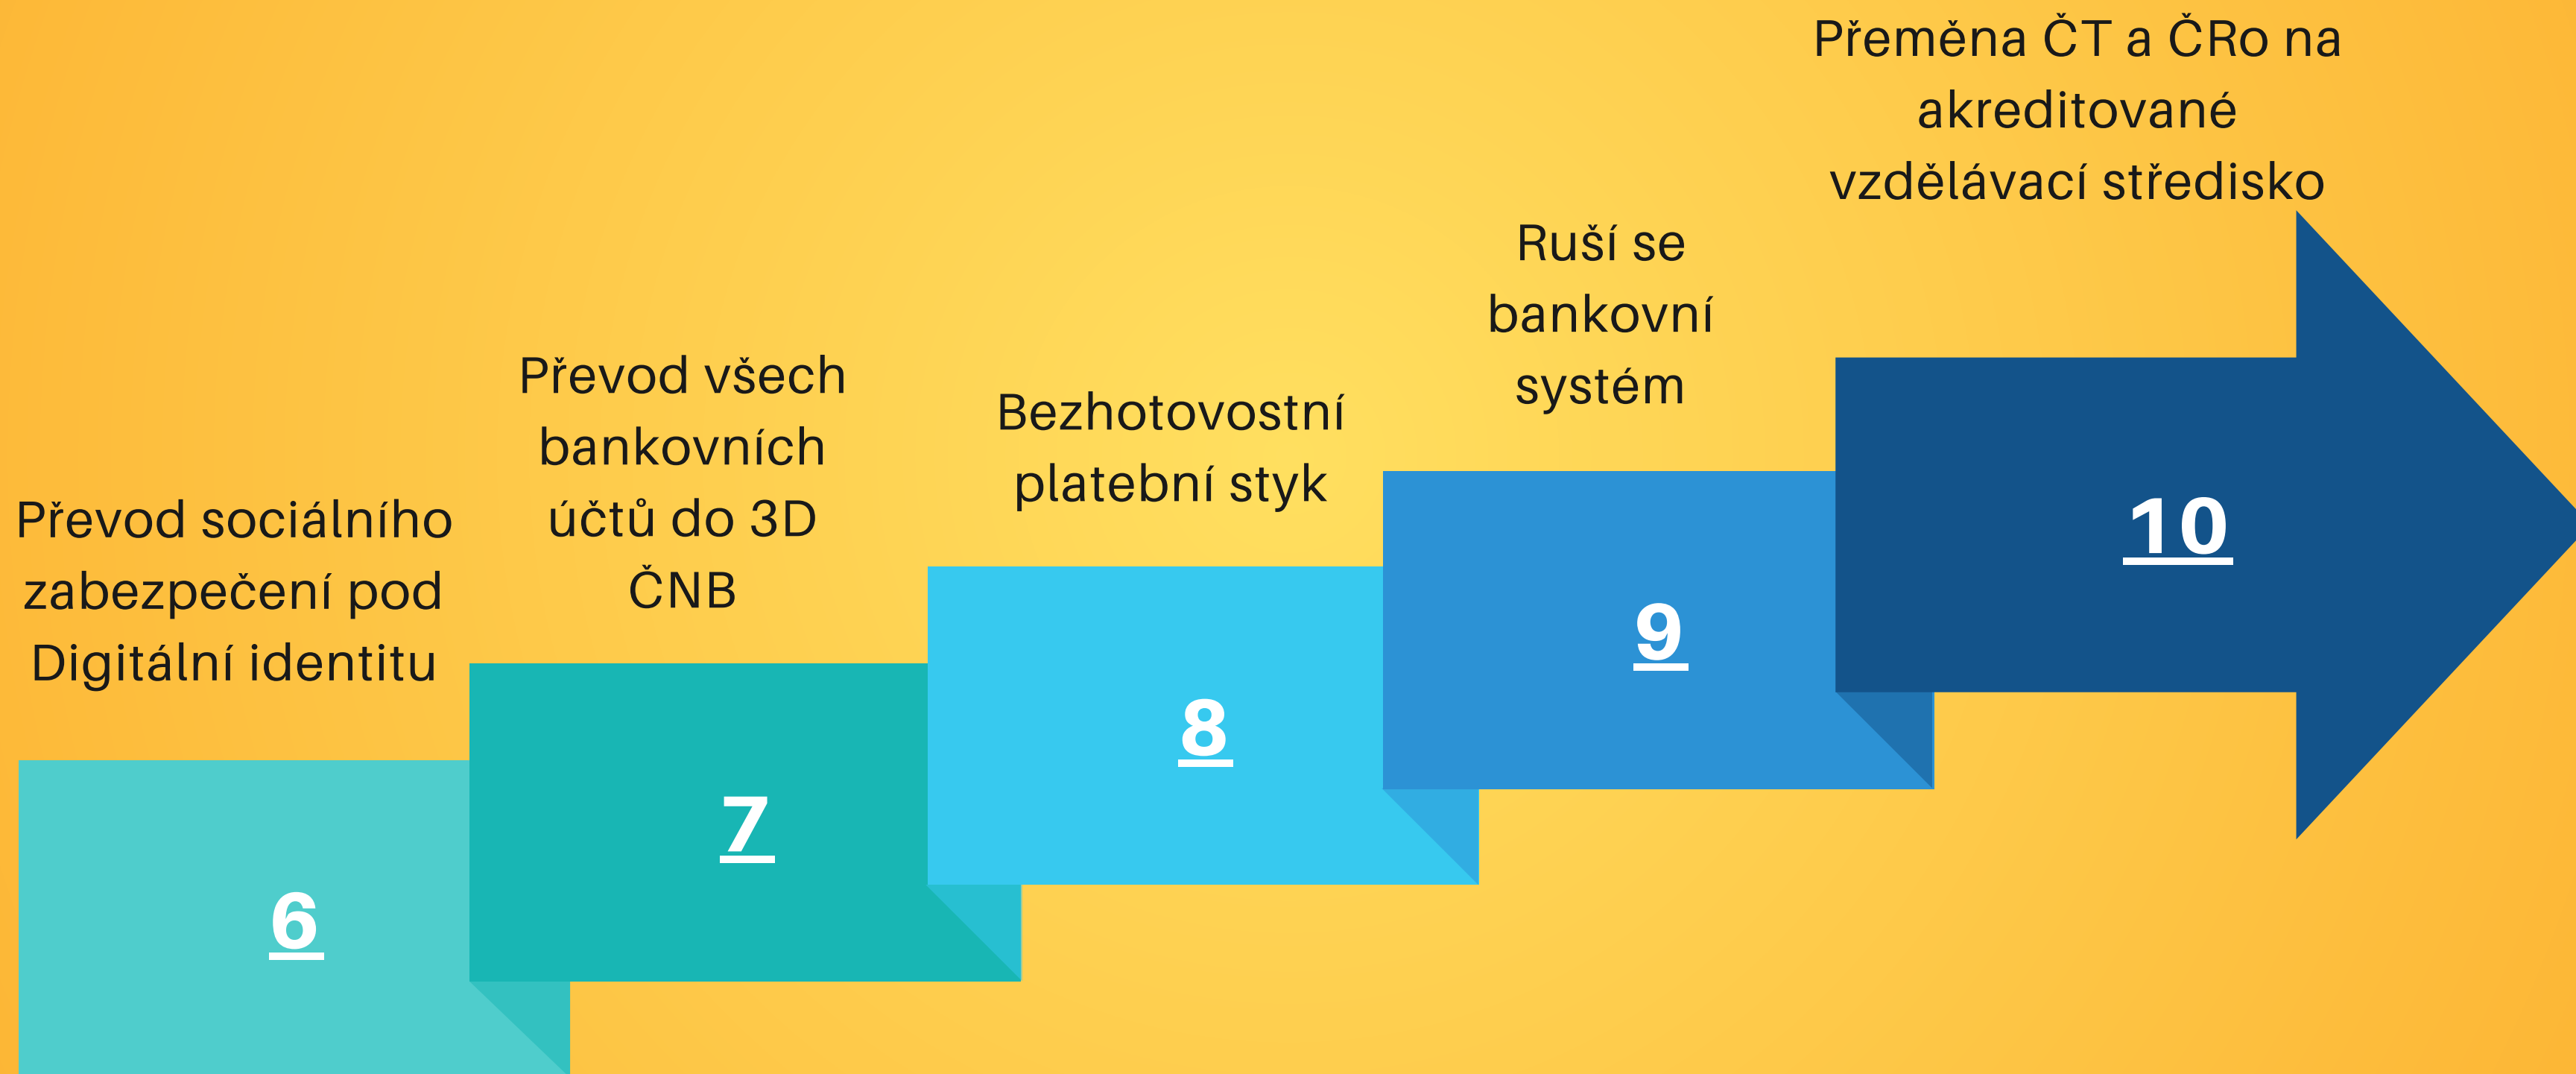 Převod sociálního
zabezpečení pod
Digitální identitu
6
Převod všech
bankovních
účtů do 3D
ČNB
7
Bezhotovostní
platební styk
8
Ruší se
bankovní
systém
9
Přeměna ČT a ČRo na
akreditované
vzdělávací středisko
10